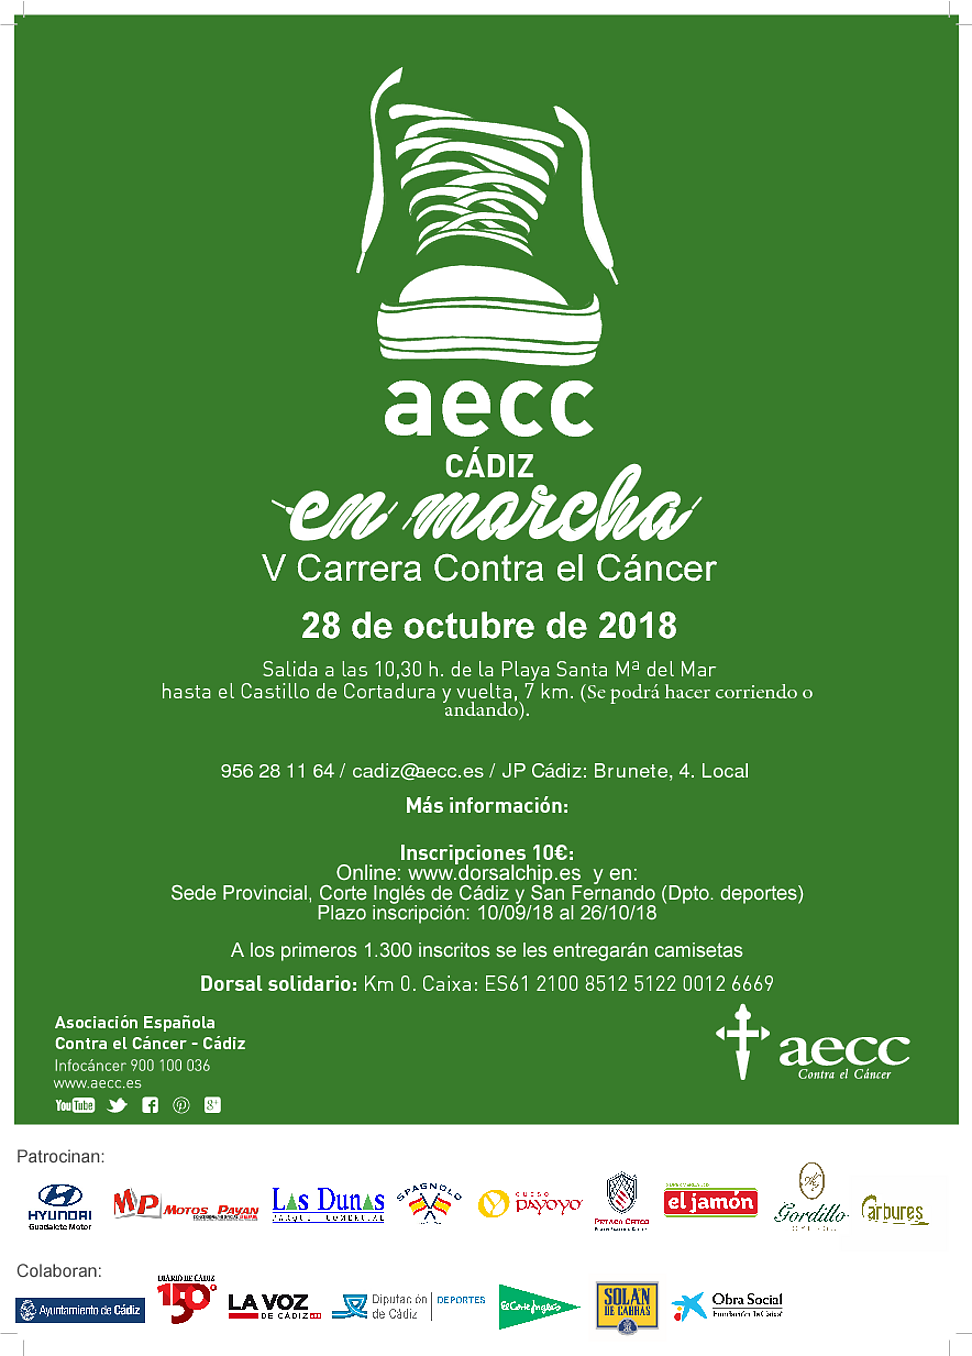 aecc
CÁDIZ
en marcha
V Carrera Contra el Cáncer
28 de octubre de 2018
Salida a las 10,30 h. de la Playa Santa Mª del Mar
hasta el Castillo de Cortadura y vuelta, 7 km. (Se podrá hacer corriendo o
andando).
956 28 11 64 / cadiz@aecc.es / JP Cádiz: Brunete, 4. Local
Más información:
Inscripciones 10€:
Online: www.dorsalchip.es y en:
Sede Provincial, Corte Inglés de Cádiz y San Fernando (Dpto. deportes)
Plazo inscripción: 10/09/18 al 26/10/18
A los primeros 1.300 inscritos se les entregarán camisetas
Dorsal solidario: Km 0. Caixa: ES61 2100 8512 5122 0012 6669
Asociación Española
Contra el Cáncer - Cádiz
Infocáncer 900 100 036
www.aecc.es
YouTube
aecc
Contra el Cáncer
Patrocinan:
HYUNDAI
Guadalete Motor
MP MOTOS PAYAN
Las Dunas
PARQUE COMERCIAL
SPAGNOLO
QUESO
PAYOYO
el jamón
Gordillo
Carbures
Colaboran:
Ayuntamiento de Cádiz
DIARIO DE CÁDIZ
150
LA VOZ
DE CÁDIZ
Diputación
de Cádiz
DEPORTES
El Corte Inglés
SOLÁN
DE CABRAS
Obra Social
Fundación "la Caixa"